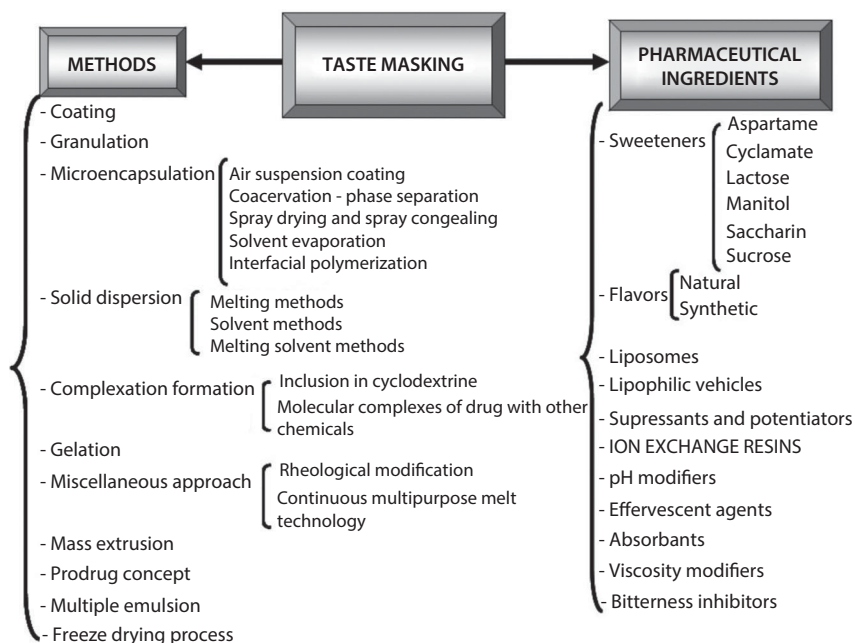 TASTE MASKING
METHODS
- Coating
- Granulation
- Microencapsulation
Air suspension coating
Coacervation - phase separation
Spray drying and spray congealing
Solvent evaporation
Interfacial polymerization
- Solid dispersion
Melting methods
Solvent methods
Melting solvent methods
- Complexation formation
Inclusion in cyclodextrine
Molecular complexes of drug with other
chemicals
- Gelation
- Miscellaneous approach
Rheological modification
Continuous multipurpose melt
technology
- Mass extrusion
- Prodrug concept
- Multiple emulsion
- Freeze drying process
PHARMACEUTICAL
INGREDIENTS
- Sweeteners
Aspartame
Cyclamate
Lactose
Manitol
Saccharin
Sucrose
- Flavors
Natural
Synthetic
- Liposomes
- Lipophilic vehicles
- Supressants and potentiators
- ION EXCHANGE RESINS
- pH modifiers
- Effervescent agents
- Absorbants
- Viscosity modifiers
- Bitterness inhibitors